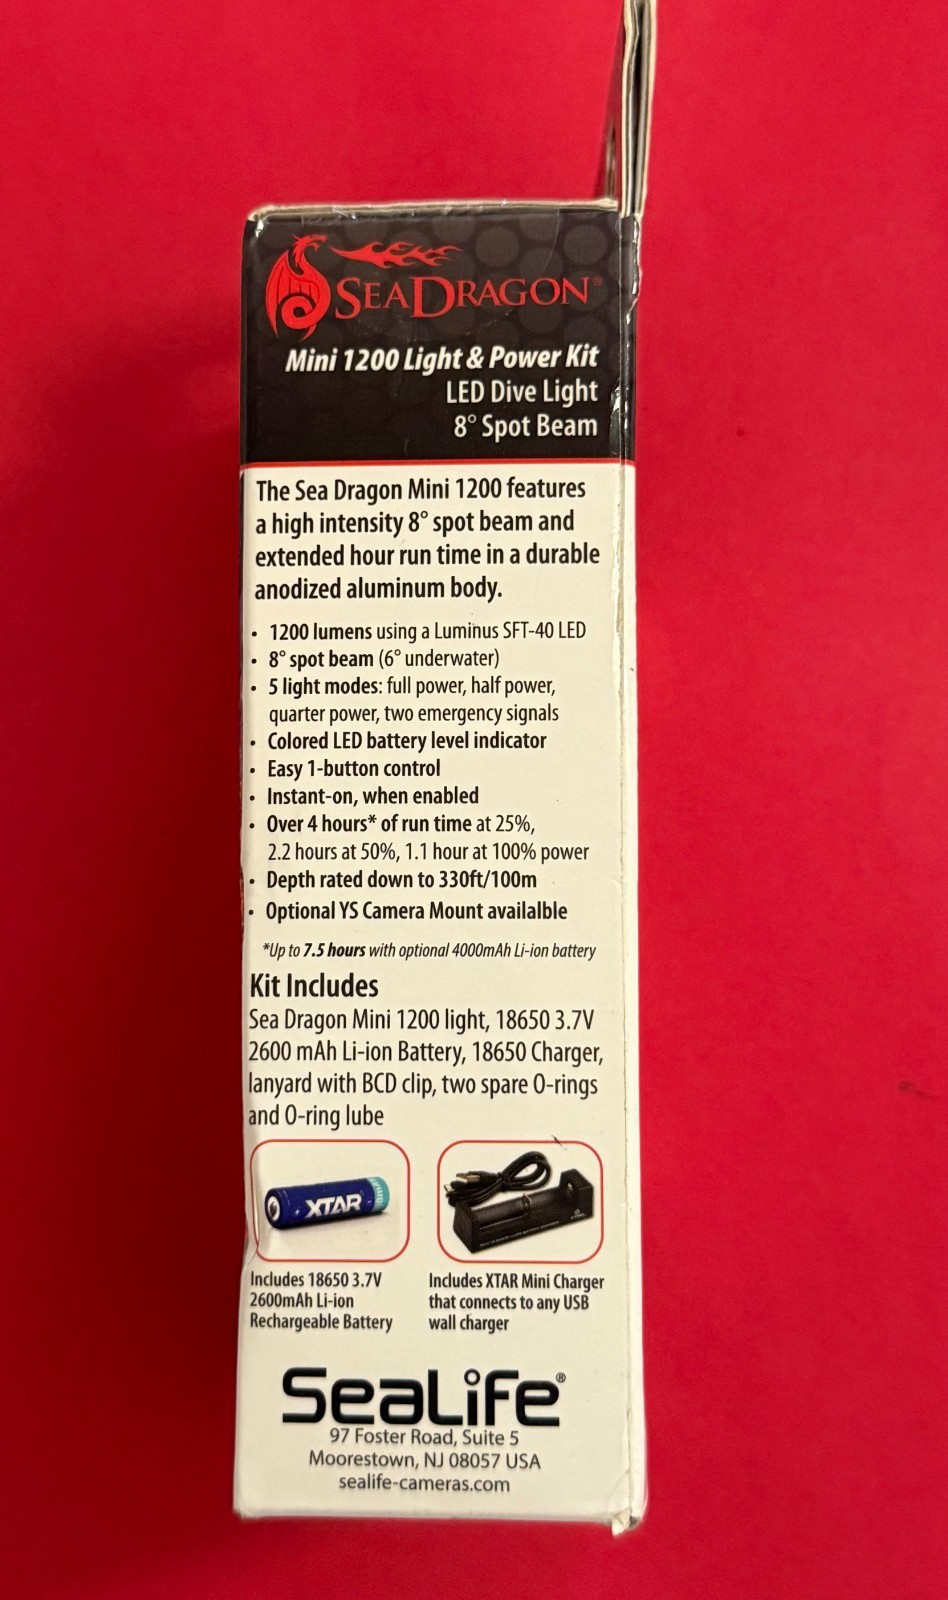 SEADRAGON®
Mini 1200 Light & Power Kit
LED Dive Light
8° Spot Beam
The Sea Dragon Mini 1200 features
a high intensity 8° spot beam and
extended hour run time in a durable
anodized aluminum body.
• 1200 lumens using a Luminus SFT-40 LED
• 8° spot beam (6° underwater)
• 5 light modes: full power, half power,
quarter power, two emergency signals
• Colored LED battery level indicator
• Easy 1-button control
• Instant-on, when enabled
• Over 4 hours* of run time at 25%,
2.2 hours at 50%, 1.1 hour at 100% power
• Depth rated down to 330ft/100m
• Optional YS Camera Mount availalble
*Up to 7.5 hours with optional 4000mAh Li-ion battery
Kit Includes
Sea Dragon Mini 1200 light, 18650 3.7V
2600 mAh Li-ion Battery, 18650 Charger,
lanyard with BCD clip, two spare O-rings
and O-ring lube
XTAR
Includes 18650 3.7V
2600mAh Li-ion
Rechargeable Battery
Includes XTAR Mini Charger
that connects to any USB
wall charger
SeaLife®
97 Foster Road, Suite 5
Moorestown, NJ 08057 USA
sealife-cameras.com